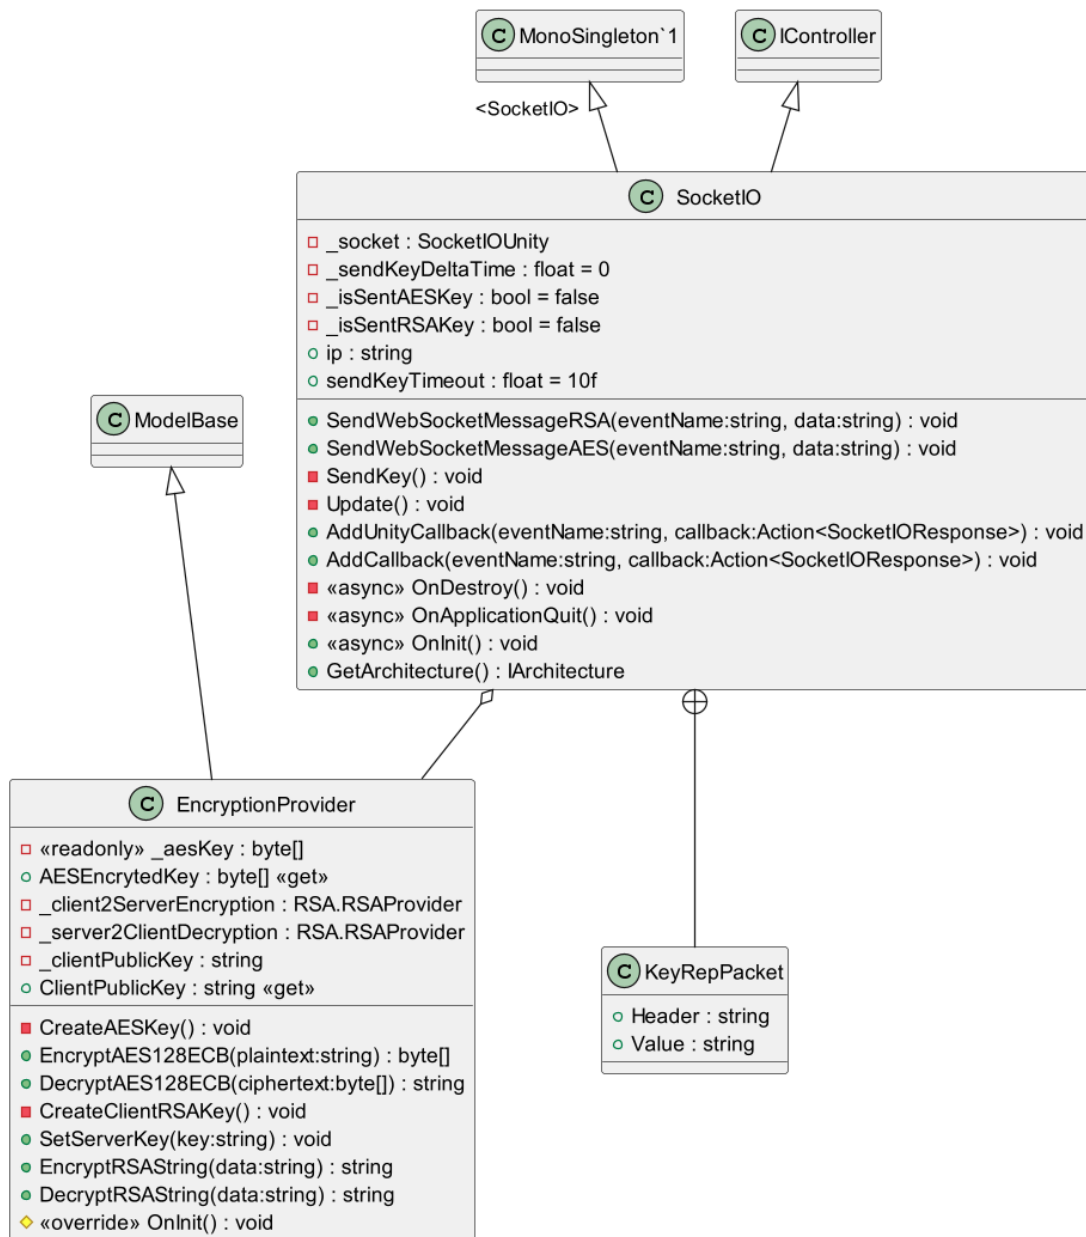 C MonoSingleton`1
C IController
<SocketIO>
C SocketIO
_socket : SocketIOUnity
_sendKeyDeltaTime : float = 0
_isSentAESKey : bool = false
_isSentRSAKey : bool = false
ip : string
sendKeyTimeout : float = 10f
SendWebSocketMessageRSA(eventName:string, data:string) : void
SendWebSocketMessageAES(eventName:string, data:string) : void
SendKey() : void
Update() : void
AddUnityCallback(eventName:string, callback:Action<SocketIOResponse>) : void
AddCallback(eventName:string, callback:Action<SocketIOResponse>) : void
«async» OnDestroy() : void
«async» OnApplicationQuit() : void
«async» OnInit() : void
GetArchitecture() : IArchitecture
C ModelBase
C EncryptionProvider
«readonly» _aesKey : byte[]
AESEncrytedKey : byte[] «get»
_client2ServerEncryption : RSA.RSAProvider
_server2ClientDecryption : RSA.RSAProvider
_clientPublicKey : string
ClientPublicKey : string «get»
CreateAESKey() : void
EncryptAES128ECB(plaintext:string) : byte[]
DecryptAES128ECB(ciphertext:byte[]) : string
CreateClientRSAKey() : void
SetServerKey(key:string) : void
EncryptRSAString(data:string) : string
DecryptRSAString(data:string) : string
«override» OnInit() : void
C KeyRepPacket
Header : string
Value : string